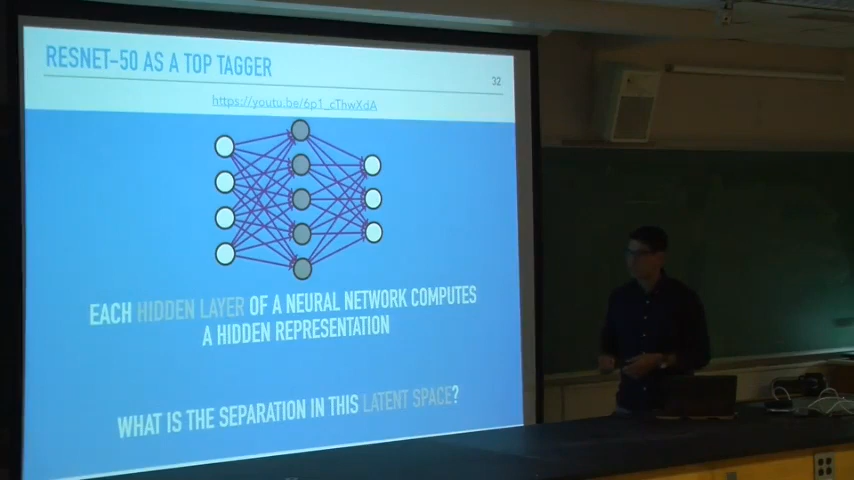 RESNET-50 AS A TOP TAGGER
32
https://youtu.be/6p1_cThwXdA
EACH HIDDEN LAYER OF A NEURAL NETWORK COMPUTES
A HIDDEN REPRESENTATION
WHAT IS THE SEPARATION IN THIS LATENT SPACE?